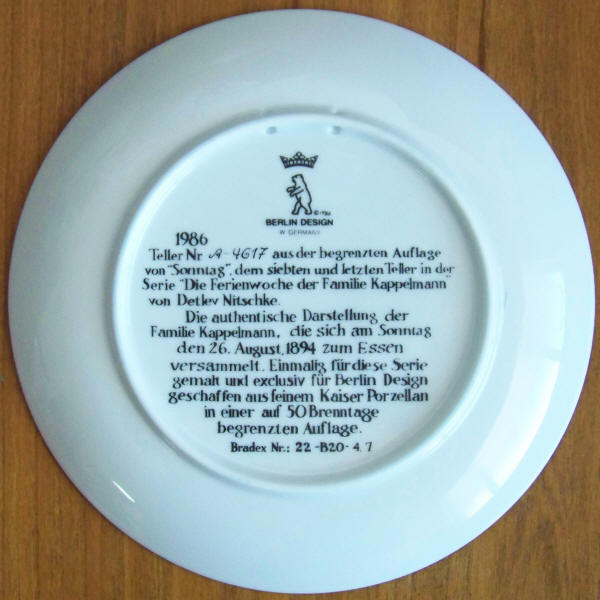 BERLIN DESIGN
W. GERMANY
1986
Teller Nr A-4617 aus der begrenzten Auflage
von "Sonntag", dem siebten und letzten Teller in der
Serie "Die Ferienwoche der Familie Kappelmann"
von Detlev Nitschke.
Die authentische Darstellung der
Familie Kappelmann, die sich am Sonntag
den 26. August, 1894 zum Essen
versammelt. Einmalig für diese Serie
gemalt und exclusiv für Berlin Design
geschaffen aus feinem Kaiser Porzellan
in einer auf 50 Brenntage
begrenzten Auflage.
Bradex Nr.: 22-B20-4.7